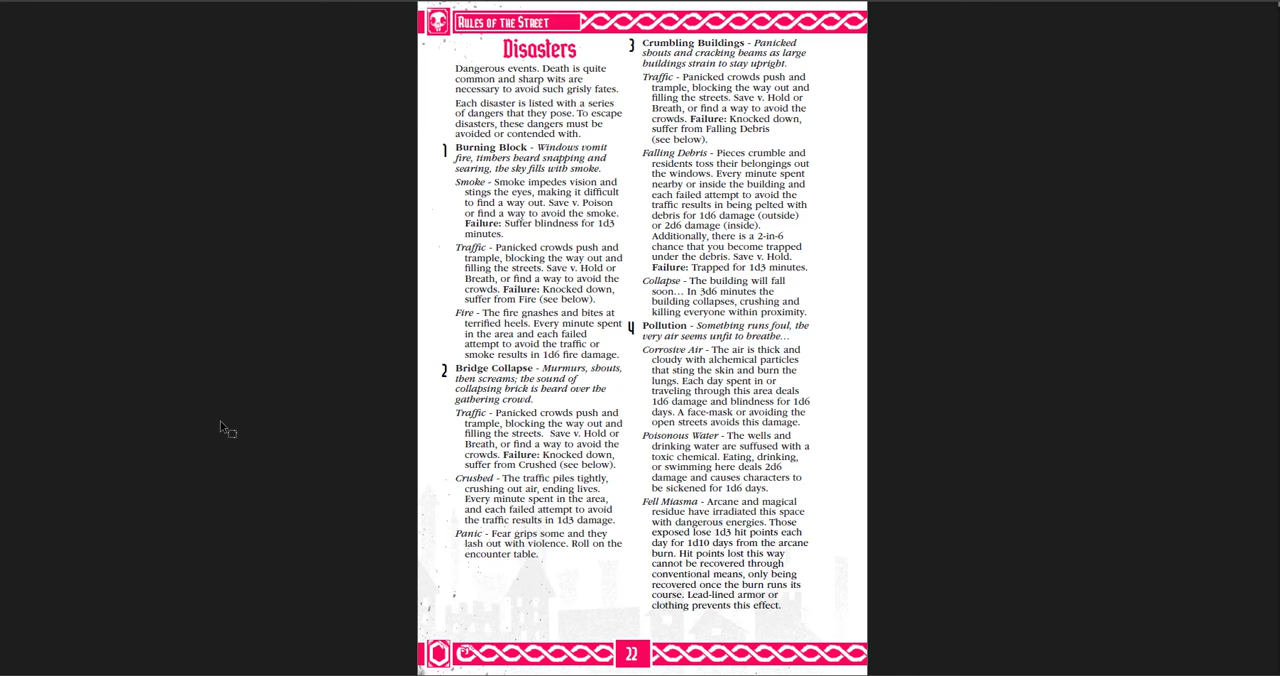 Rules of the Street
Disasters
Dangerous events. Death is quite
common and sharp wits are
necessary to avoid such grisly fates.
Each disaster is listed with a series
of dangers that they pose. To escape
disasters, these dangers must be
avoided or contended with.
1 Burning Block - Windows vomit
fire, timbers heard snapping and
searing, the sky fills with smoke.
Smoke - Smoke impedes vision and
stings the eyes, making it difficult
to find a way out. Save v. Poison
or find a way to avoid the smoke.
Failure: Suffer blindness for 1d3
minutes.
Traffic - Panicked crowds push and
trample, blocking the way out and
filling the streets. Save v. Hold or
Breath, or find a way to avoid the
crowds. Failure: Knocked down,
suffer from Fire (see below).
Fire - The fire gnashes and bites at
terrified heels. Every minute spent
in the area and each failed
attempt to avoid the traffic or
smoke results in 1d6 fire damage.
2 Bridge Collapse - Murmurs, shouts,
then screams; the sound of
collapsing brick is heard over the
gathering crowd.
Traffic - Panicked crowds push and
trample, blocking the way out and
filling the streets. Save v. Hold or
Breath, or find a way to avoid the
crowds. Failure: Knocked down,
suffer from Crushed (see below).
Crushed - The traffic piles tightly,
crushing out air, ending lives.
Every minute spent in the area,
and each failed attempt to avoid
the traffic results in 1d3 damage.
Panic - Fear grips some and they
lash out with violence. Roll on the
encounter table.
3 Crumbling Buildings - Panicked
shouts and cracking beams as large
buildings strain to stay upright.
Traffic - Panicked crowds push and
trample, blocking the way out and
filling the streets. Save v. Hold or
Breath, or find a way to avoid the
crowds. Failure: Knocked down,
suffer from Falling Debris
(see below).
Falling Debris - Pieces crumble and
residents toss their belongings out
the windows. Every minute spent
nearby or inside the building and
each failed attempt to avoid the
traffic results in being pelted with
debris for 1d6 damage (outside)
or 2d6 damage (inside).
Additionally, there is a 2-in-6
chance that you become trapped
under the debris. Save v. Hold.
Failure: Trapped for 1d3 minutes.
Collapse - The building will fall
soon... In 3d6 minutes the
building collapses, crushing and
killing everyone within proximity.
4 Pollution - Something runs foul, the
very air seems unfit to breathe...
Corrosive Air - The air is thick and
cloudy with alchemical particles
that sting the skin and burn the
lungs. Each day spent in or
traveling through this area deals
1d6 damage and blindness for 1d6
days. A face-mask or avoiding the
open streets avoids this damage.
Poisonous Water - The wells and
drinking water are suffused with a
toxic chemical. Eating, drinking,
or swimming here deals 2d6
damage and causes characters to
be sickened for 1d6 days.
Fell Miasma - Arcane and magical
residue have irradiated this space
with dangerous energies. Those
exposed lose 1d3 hit points each
day for 1d10 days from the arcane
burn. Hit points lost this way
cannot be recovered through
conventional means, only being
recovered once the burn runs its
course. Lead-lined armor or
clothing prevents this effect.
22